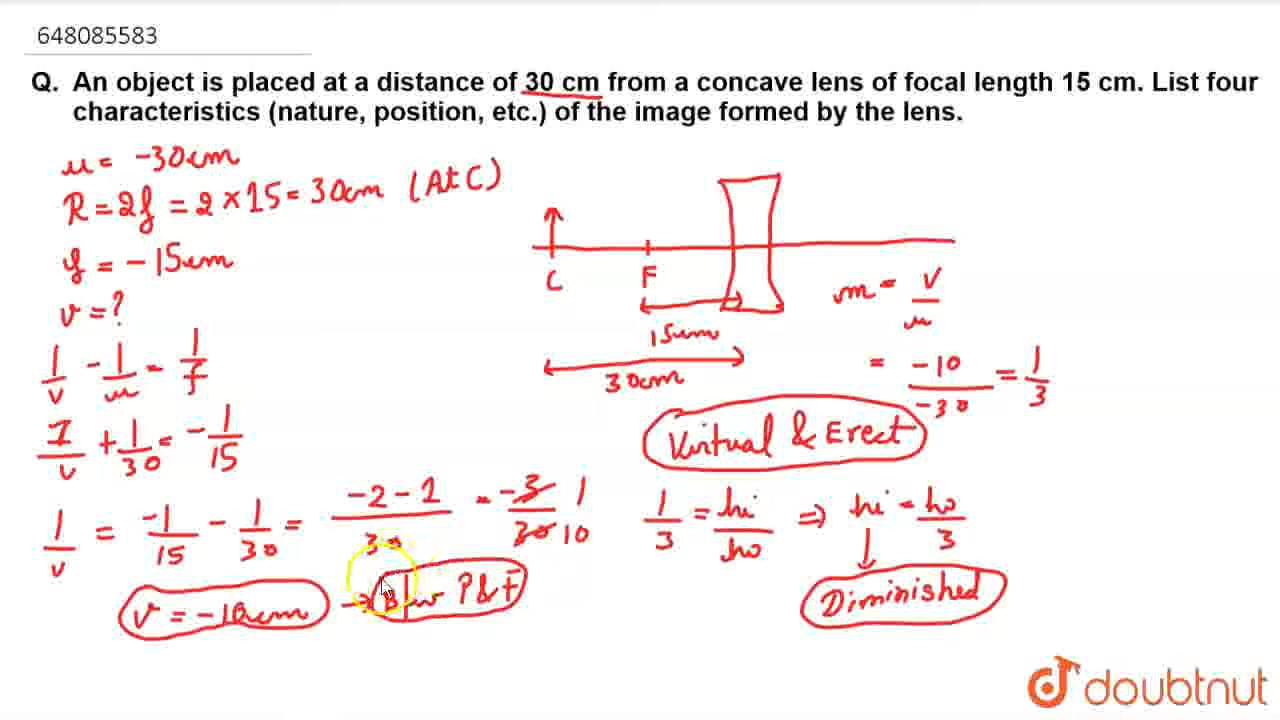 648085583
Q. An object is placed at a distance of 30 cm from a concave lens of focal length 15 cm. List four
characteristics (nature, position, etc.) of the image formed by the lens.
u = -30cm
R = 2f = 2 × 15 = 30cm (At C)
f = -15cm
v = ?
1/v - 1/u = 1/f
1/v + 1/30 = -1/15
1/v = -1/15 - 1/30 = -2-1/30 = -3/30 1/10
v = -10cm → B/w P & F
C F
15cm
30cm
m = v/u
= -10/-30 = 1/3
Virtual & Erect
1/3 = hi/ho ⇒ hi = ho/3
Diminished
doubtnut